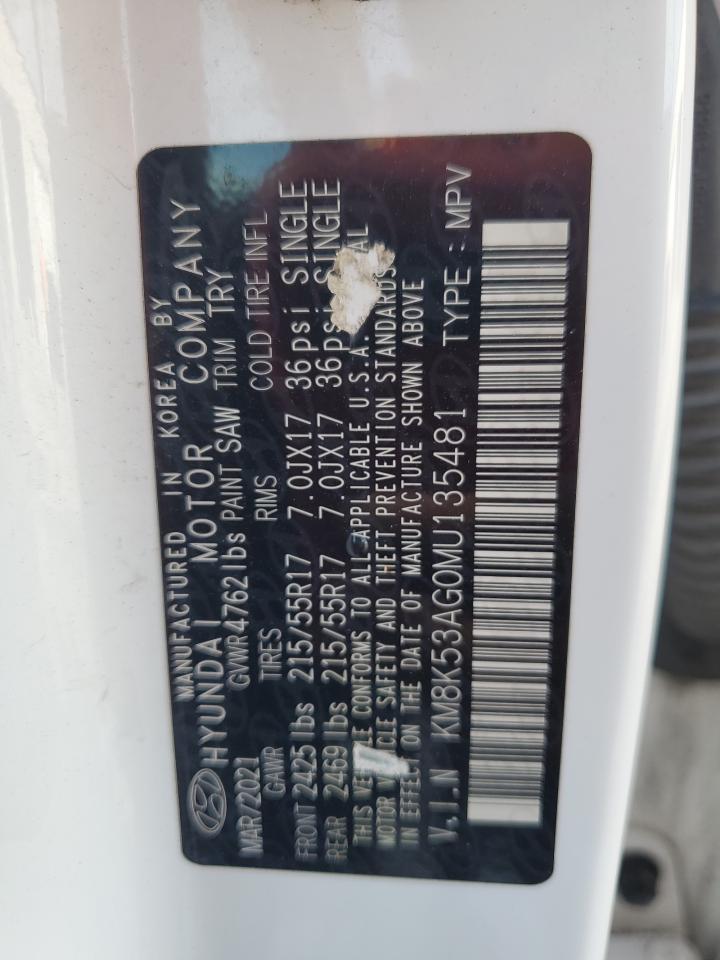 MANUFACTURED IN KOREA BY
HYUNDAI MOTOR COMPANY
MAR/2021 GVWR 4762 lbs PAINT SAW TRIM TRY
GAWR TIRES RIMS COLD TIRE INFL
FRONT 2425 lbs 215/55R17 7.0JX17 36psi SINGLE
REAR 2469 lbs 215/55R17 7.0JX17 36psi SINGLE
THIS CONFORMS TO ALL APPLICABLE U.S.A.
MOTOR SAFETY AND THEFT PREVENTION STANDARDS
IN EFFECT ON THE DATE OF MANUFACTURE SHOWN ABOVE
V.I.N KM8K53AG0MU135481 TYPE : MPV